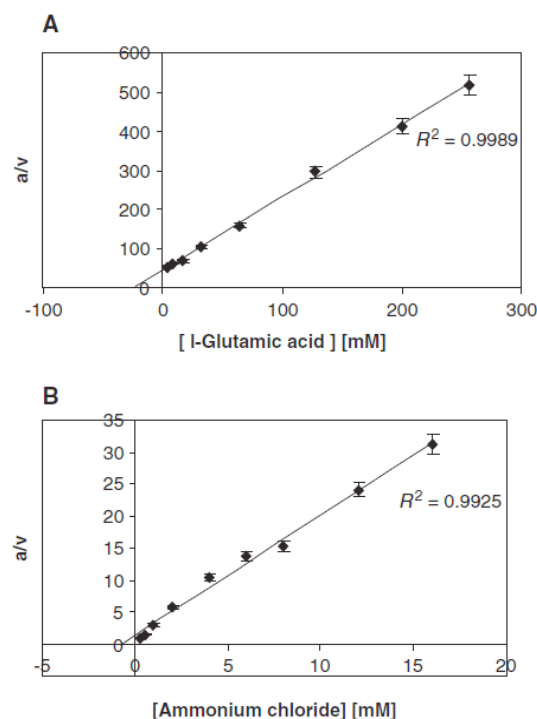 A
600
500
400
300
200
100
0
a/v
R² = 0.9989
-100 0 100 200 300
[ l-Glutamic acid ] [mM]
B
35
30
25
20
15
10
5
0
a/v
R² = 0.9925
-5 0 5 10 15 20
[Ammonium chloride] [mM]